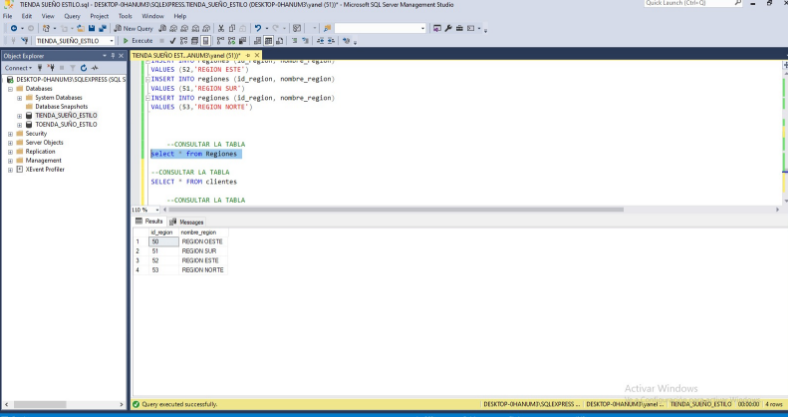 TIENDA SUEÑO ESTILO.sql - DESKTOP-0HANUM3\SQLEXPRESS.TIENDA_SUEÑO_ESTILO (DESKTOP-0HANUM3\yanel (51))* - Microsoft SQL Server Management Studio
Quick Launch (Ctrl+Q)
File Edit View Query Project Tools Window Help
New Query
TIENDA_SUEÑO_ESTILO
Execute
Object Explorer
TIENDA SUEÑO EST...ANUM3\yanel (51))*
Connect
DESKTOP-0HANUM3\SQLEXPRESS (SQL S
Databases
System Databases
Database Snapshots
TIENDA_SUEÑO_ESTILO
TOENDA_SUÑO_ESTILO
Security
Server Objects
Replication
Management
XEvent Profiler
INSERT INTO regiones (id_region, nombre_region)
VALUES (52,'REGION ESTE')
INSERT INTO regiones (id_region, nombre_region)
VALUES (51,'REGION SUR')
INSERT INTO regiones (id_region, nombre_region)
VALUES (53,'REGION NORTE')
--CONSULTAR LA TABLA
select * from Regiones
--CONSULTAR LA TABLA
SELECT * FROM clientes
--CONSULTAR LA TABLA
110 %
Results Messages
id_region nombre_region
1 50 REGION OESTE
2 51 REGION SUR
3 52 REGION ESTE
4 53 REGION NORTE
Activar Windows
Query executed successfully.
DESKTOP-0HANUM3\SQLEXPRESS ... DESKTOP-0HANUM3\yanel ... TIENDA_SUEÑO_ESTILO 00:00:00 4 rows